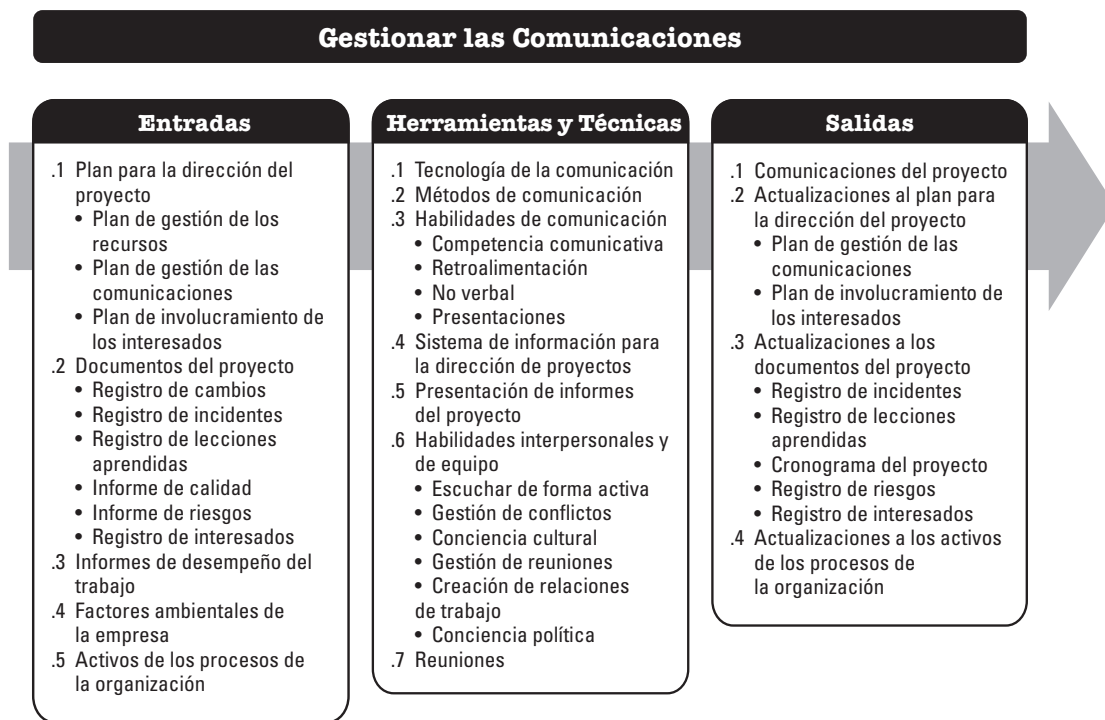 Gestionar las Comunicaciones
Entradas
.1 Plan para la dirección del
proyecto
• Plan de gestión de los
recursos
• Plan de gestión de las
comunicaciones
• Plan de involucramiento de
los interesados
.2 Documentos del proyecto
• Registro de cambios
• Registro de incidentes
• Registro de lecciones
aprendidas
• Informe de calidad
• Informe de riesgos
• Registro de interesados
.3 Informes de desempeño del
trabajo
.4 Factores ambientales de
la empresa
.5 Activos de los procesos de
la organización
Herramientas y Técnicas
.1 Tecnología de la comunicación
.2 Métodos de comunicación
.3 Habilidades de comunicación
• Competencia comunicativa
• Retroalimentación
• No verbal
• Presentaciones
.4 Sistema de información para
la dirección de proyectos
.5 Presentación de informes
del proyecto
.6 Habilidades interpersonales y
de equipo
• Escuchar de forma activa
• Gestión de conflictos
• Conciencia cultural
• Gestión de reuniones
• Creación de relaciones
de trabajo
• Conciencia política
.7 Reuniones
Salidas
.1 Comunicaciones del proyecto
.2 Actualizaciones al plan para
la dirección del proyecto
• Plan de gestión de las
comunicaciones
• Plan de involucramiento de
los interesados
.3 Actualizaciones a los
documentos del proyecto
• Registro de incidentes
• Registro de lecciones
aprendidas
• Cronograma del proyecto
• Registro de riesgos
• Registro de interesados
.4 Actualizaciones a los activos
de los procesos de
la organización